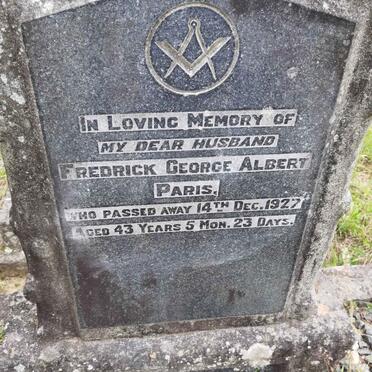 In Loving Memory of
my dear husband
Fredrick George Albert
Paris.
who passed away 14th Dec. 1927
Aged 43 Years 5 Mon. 23 Days.